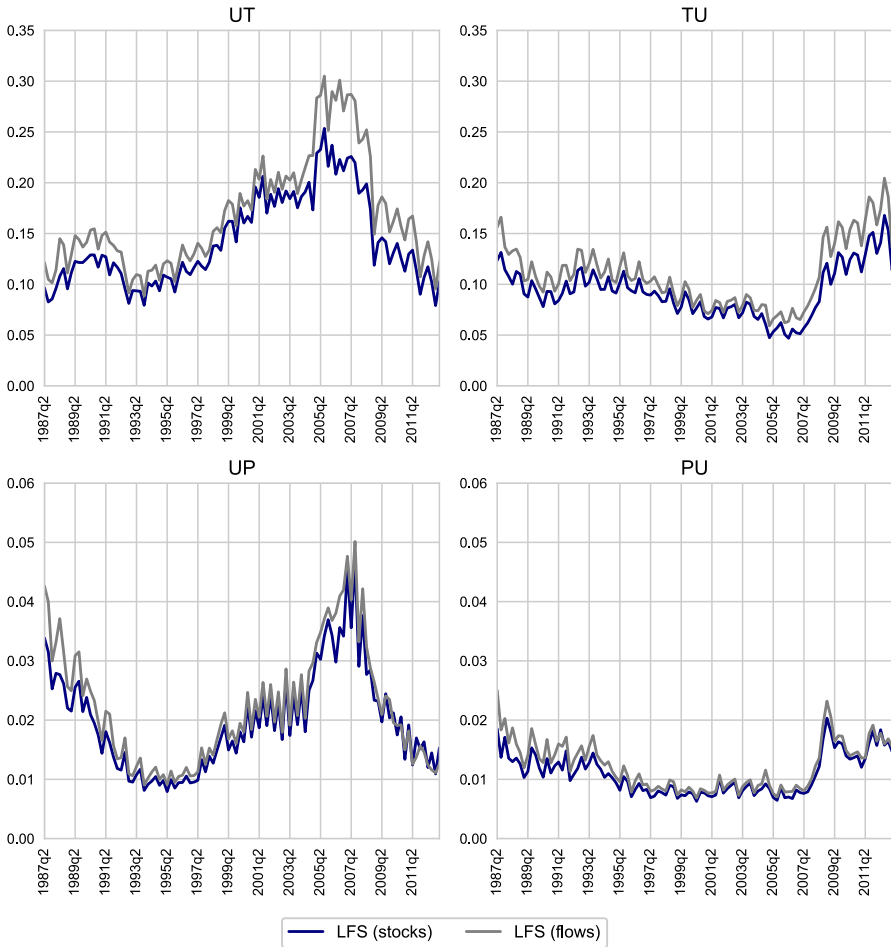 UT
TU
0.35
0.30
0.25
0.20
0.15
0.10
0.05
0.00
0.35
0.30
0.25
0.20
0.15
0.10
0.05
0.00
1987q2
1989q2
1991q2
1993q2
1995q2
1997q2
1999q2
2001q2
2003q2
2005q2
2007q2
2009q2
2011q2
1987q2
1989q2
1991q2
1993q2
1995q2
1997q2
1999q2
2001q2
2003q2
2005q2
2007q2
2009q2
2011q2
UP
PU
0.06
0.05
0.04
0.03
0.02
0.01
0.00
0.06
0.05
0.04
0.03
0.02
0.01
0.00
1987q2
1989q2
1991q2
1993q2
1995q2
1997q2
1999q2
2001q2
2003q2
2005q2
2007q2
2009q2
2011q2
1987q2
1989q2
1991q2
1993q2
1995q2
1997q2
1999q2
2001q2
2003q2
2005q2
2007q2
2009q2
2011q2
LFS (stocks) LFS (flows)